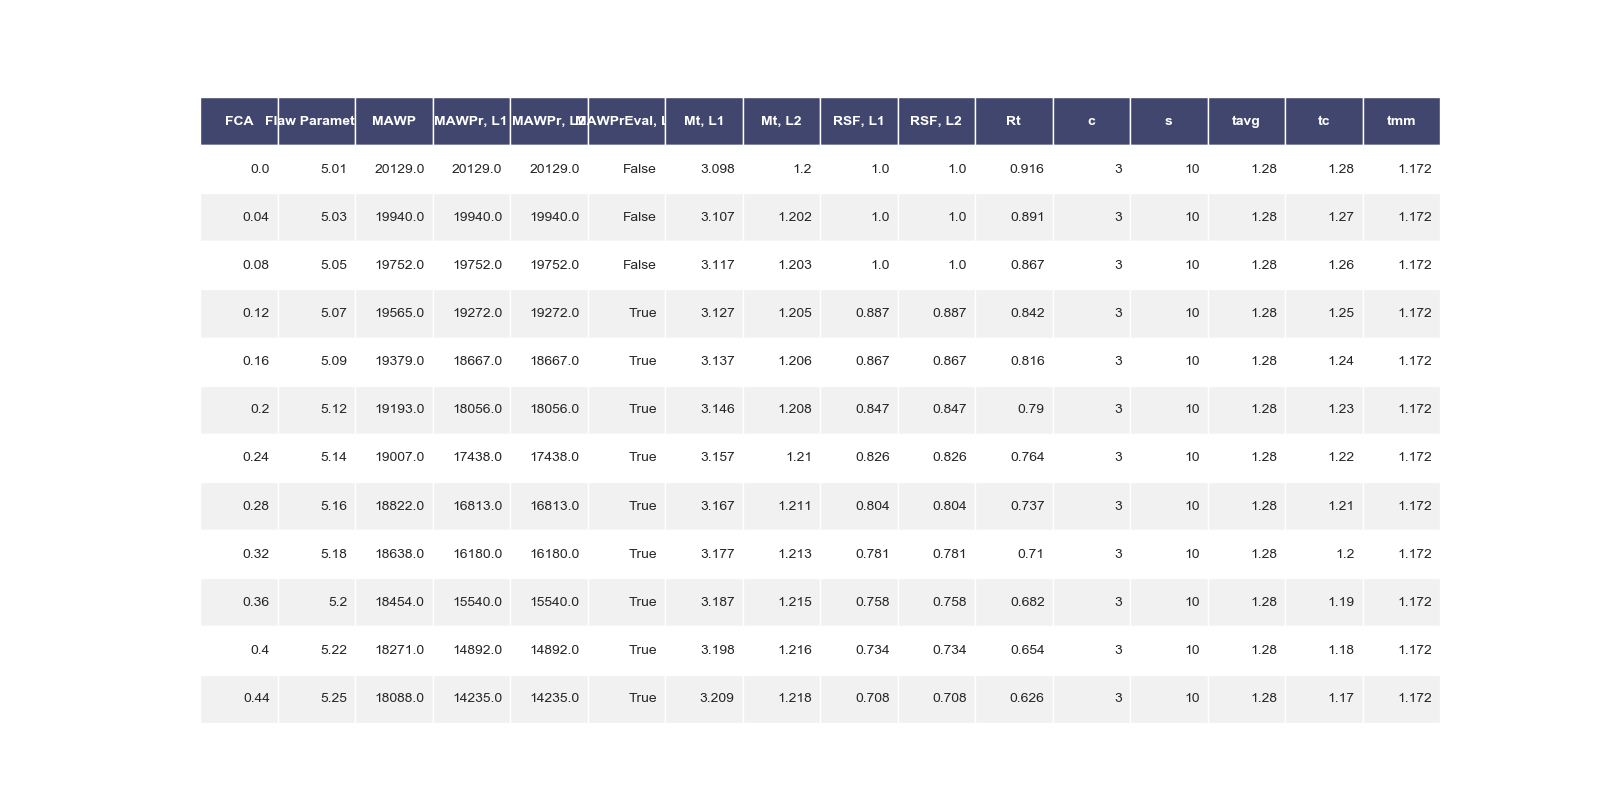 FCA Flaw Paramet MAWP MAWPr, L1 MAWPr, L2 MAWPrEval, L Mt, L1 Mt, L2 RSF, L1 RSF, L2 Rt c s tavg tc tmm
0.0 5.01 20129.0 20129.0 20129.0 False 3.098 1.2 1.0 1.0 0.916 3 10 1.28 1.28 1.172
0.04 5.03 19940.0 19940.0 19940.0 False 3.107 1.202 1.0 1.0 0.891 3 10 1.28 1.27 1.172
0.08 5.05 19752.0 19752.0 19752.0 False 3.117 1.203 1.0 1.0 0.867 3 10 1.28 1.26 1.172
0.12 5.07 19565.0 19272.0 19272.0 True 3.127 1.205 0.887 0.887 0.842 3 10 1.28 1.25 1.172
0.16 5.09 19379.0 18667.0 18667.0 True 3.137 1.206 0.867 0.867 0.816 3 10 1.28 1.24 1.172
0.2 5.12 19193.0 18056.0 18056.0 True 3.146 1.208 0.847 0.847 0.79 3 10 1.28 1.23 1.172
0.24 5.14 19007.0 17438.0 17438.0 True 3.157 1.21 0.826 0.826 0.764 3 10 1.28 1.22 1.172
0.28 5.16 18822.0 16813.0 16813.0 True 3.167 1.211 0.804 0.804 0.737 3 10 1.28 1.21 1.172
0.32 5.18 18638.0 16180.0 16180.0 True 3.177 1.213 0.781 0.781 0.71 3 10 1.28 1.2 1.172
0.36 5.2 18454.0 15540.0 15540.0 True 3.187 1.215 0.758 0.758 0.682 3 10 1.28 1.19 1.172
0.4 5.22 18271.0 14892.0 14892.0 True 3.198 1.216 0.734 0.734 0.654 3 10 1.28 1.18 1.172
0.44 5.25 18088.0 14235.0 14235.0 True 3.209 1.218 0.708 0.708 0.626 3 10 1.28 1.17 1.172